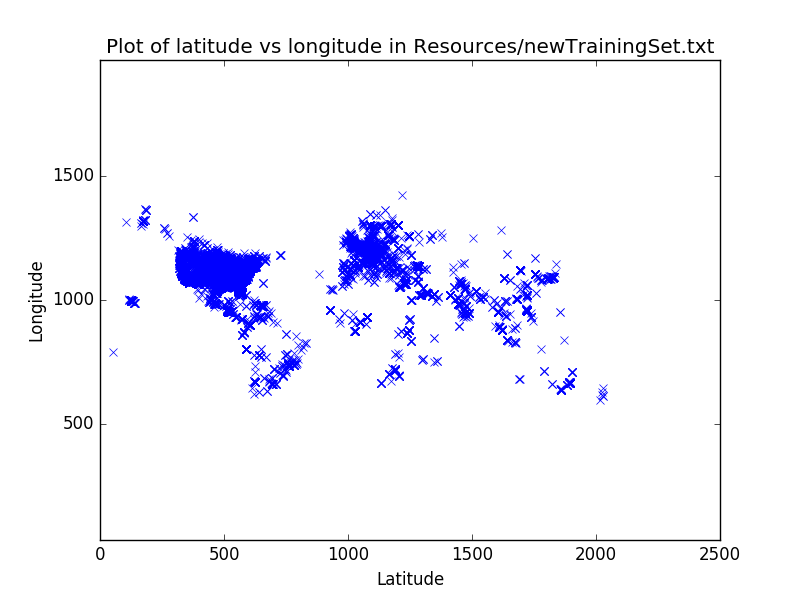 Plot of latitude vs longitude in Resources/newTrainingSet.txt
1500
1000
500
Longitude
0 500 1000 1500 2000 2500
Latitude